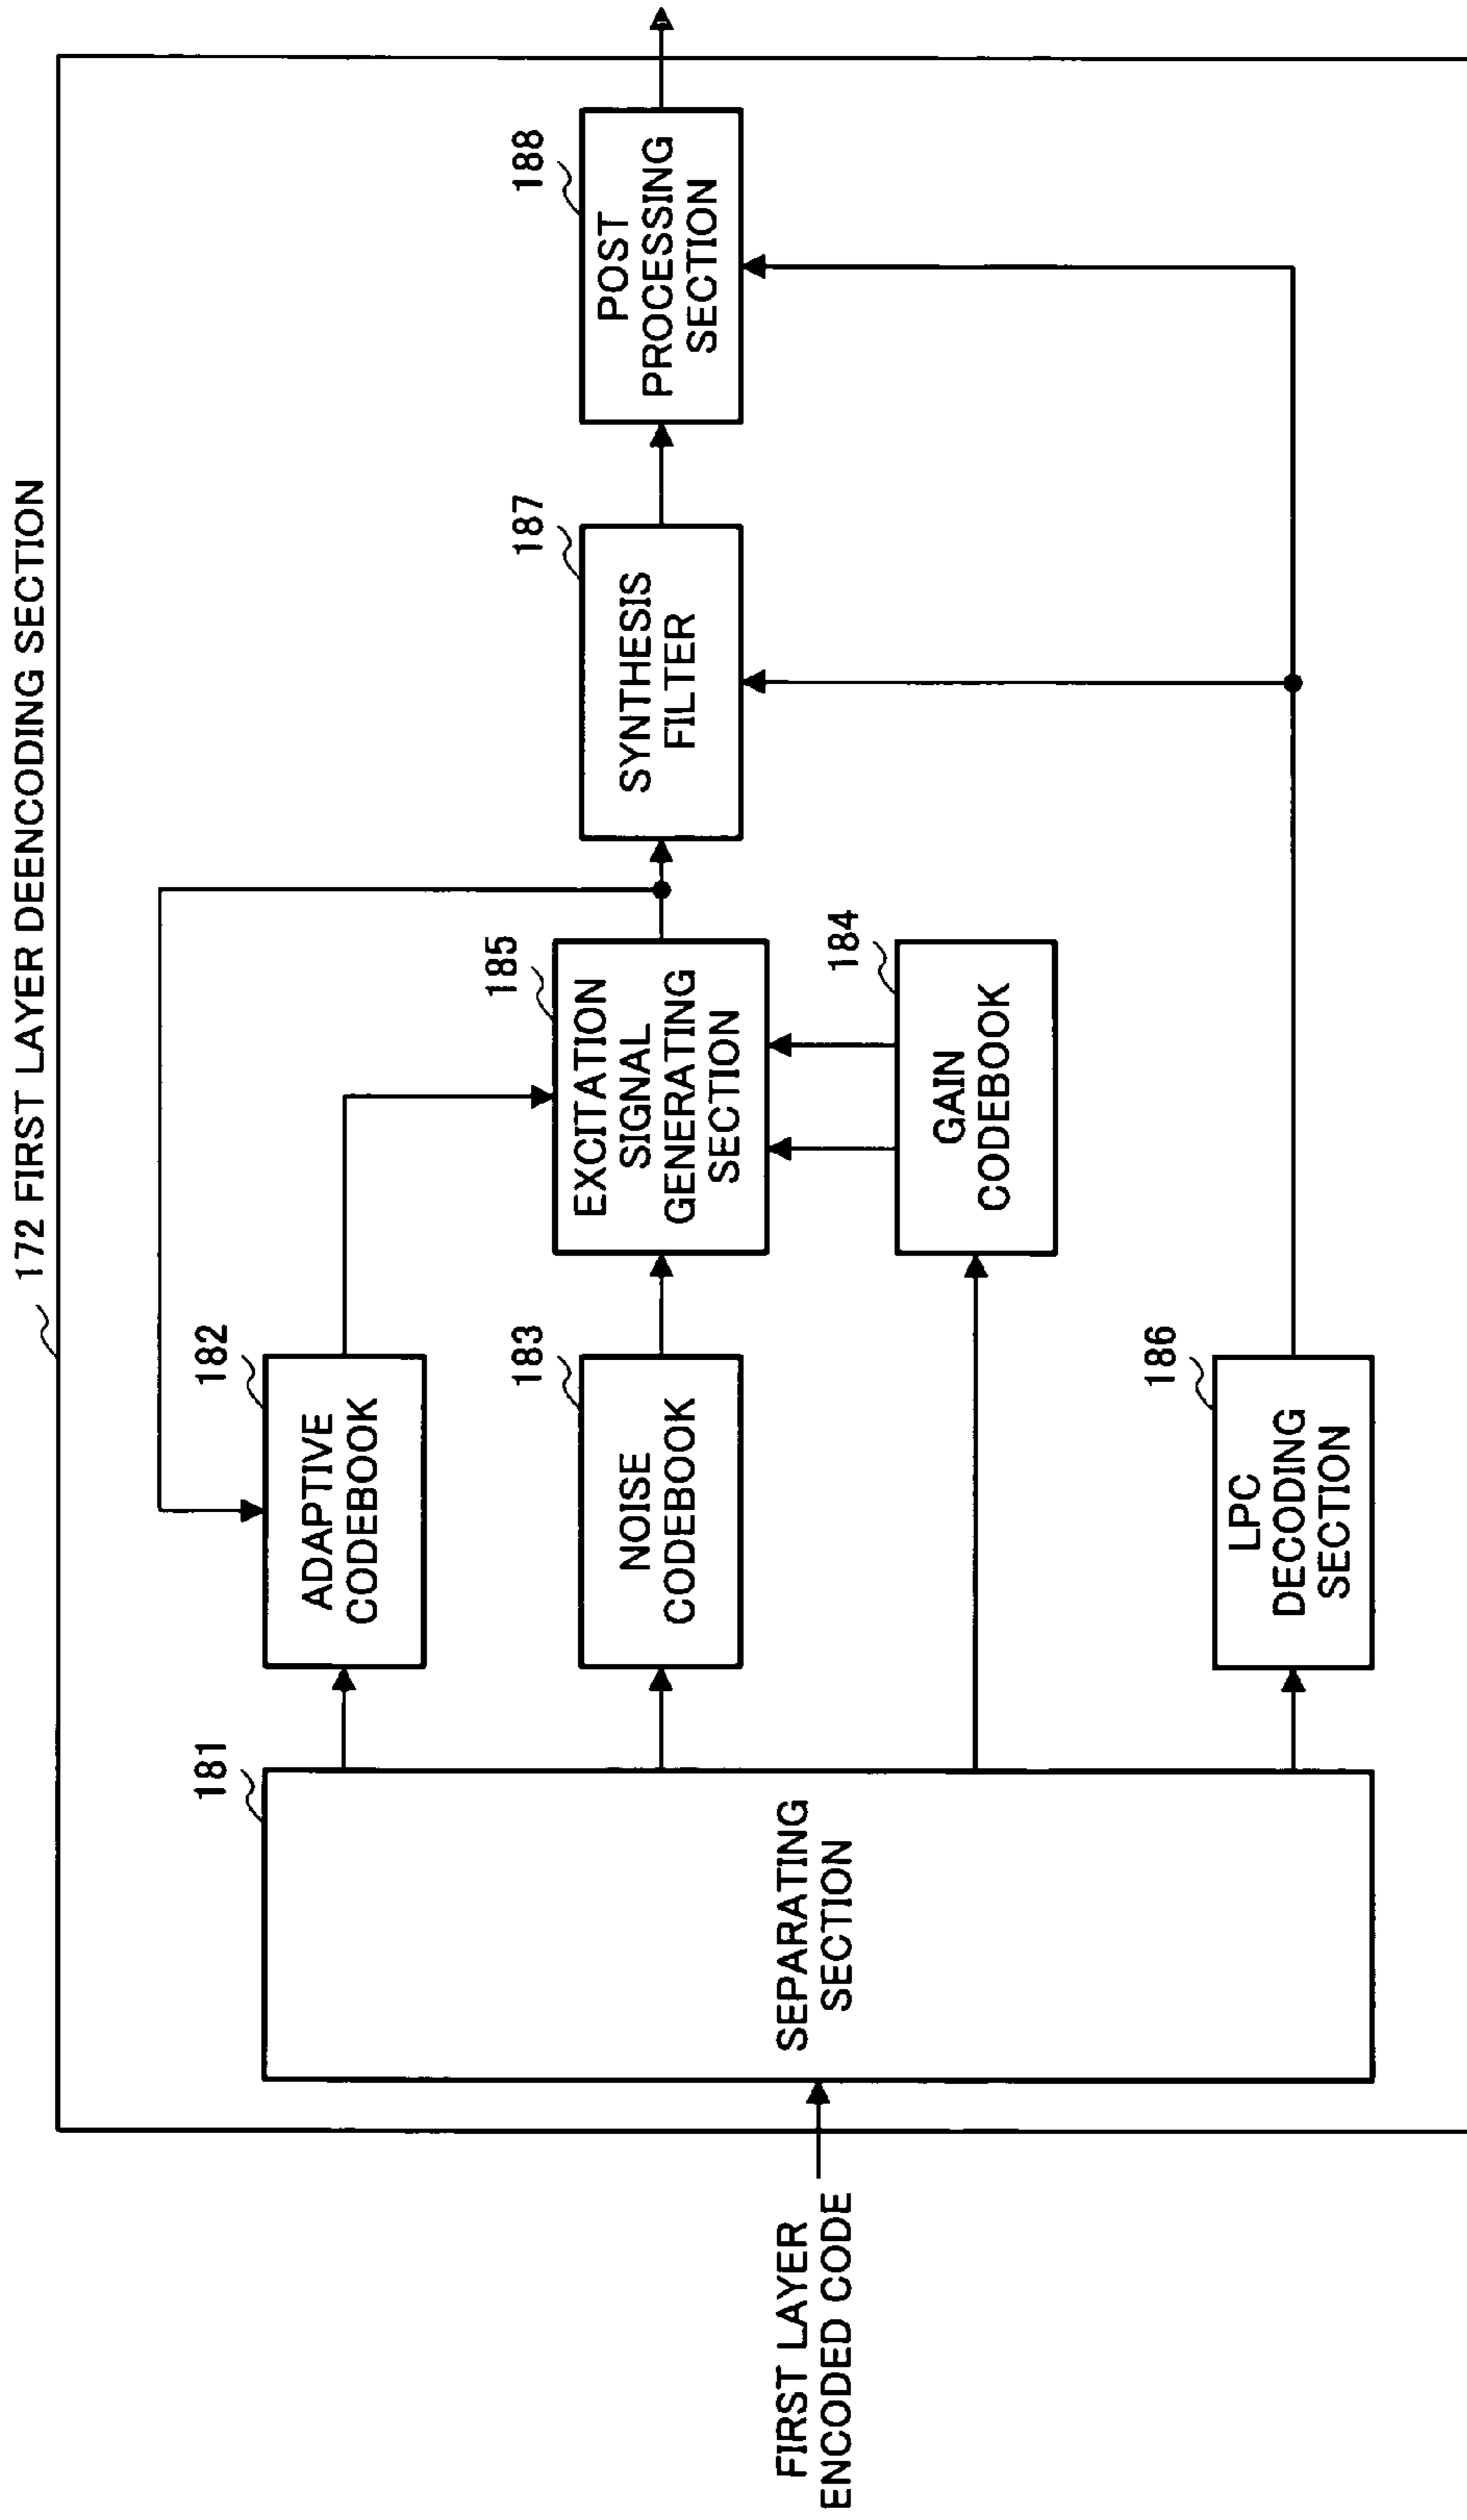 172 FIRST LAYER DEENCODING SECTION
FIRST LAYER
ENCODED CODE
181
SEPARATING
SECTION
182
ADAPTIVE
CODEBOOK
183
NOISE
CODEBOOK
184
GAIN
CODEBOOK
185
EXCITATION
SIGNAL
GENERATING
SECTION
186
LPC
DECODING
SECTION
187
SYNTHESIS
FILTER
188
POST
PROCESSING
SECTION